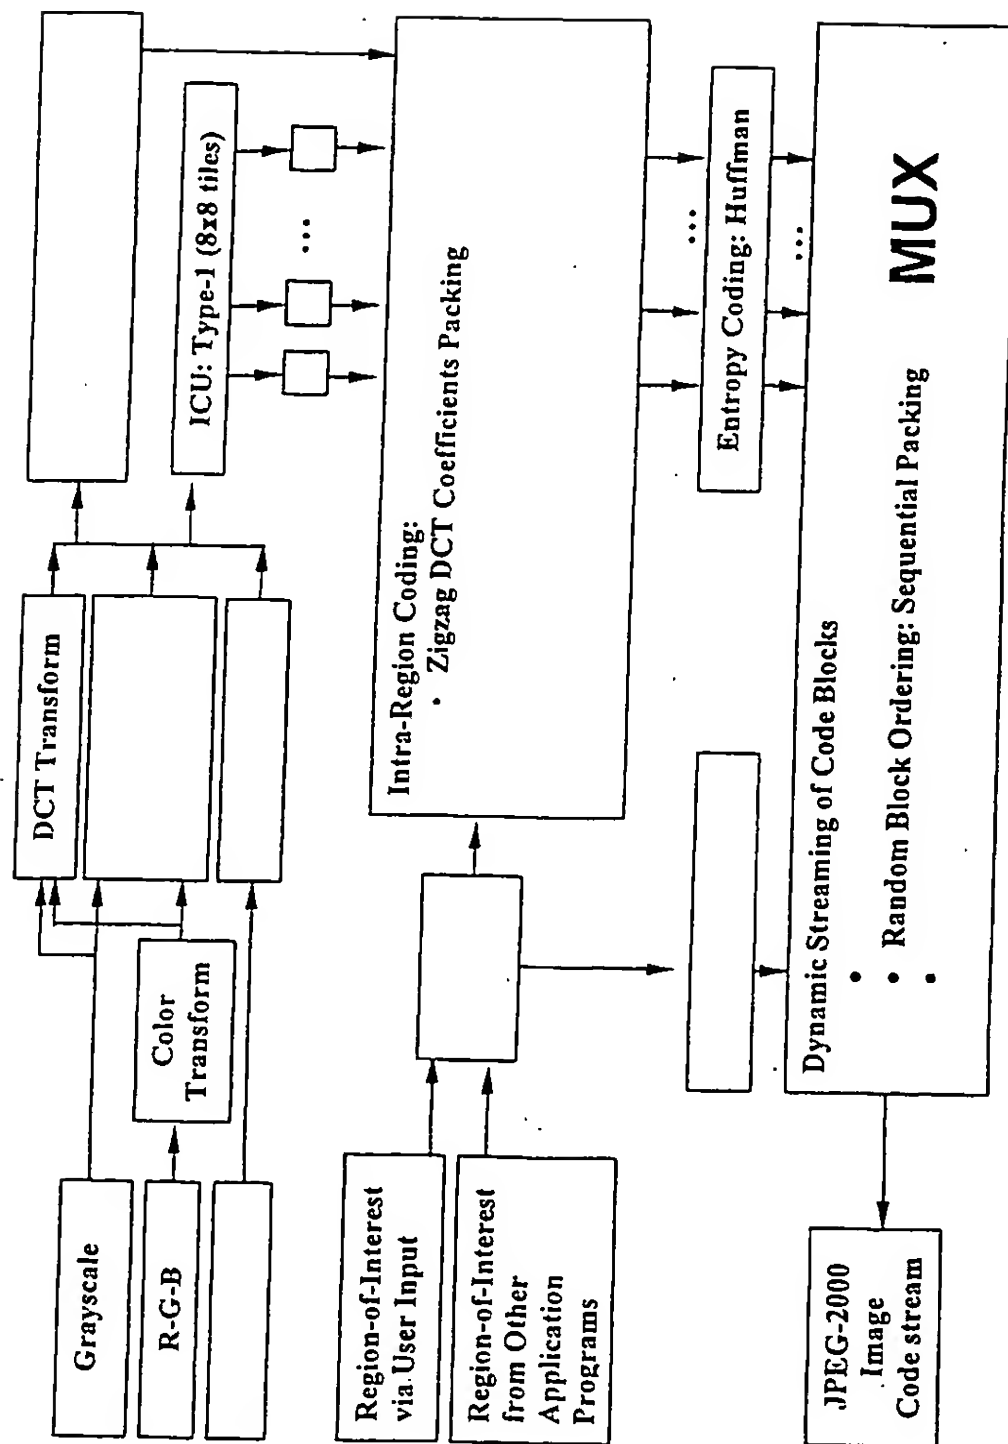 Grayscale
R-G-B
Color
Transform
DCT Transform
ICU: Type-1 (8x8 tiles)
...
Region-of-Interest
via User Input
Region-of-Interest
from Other
Application
Programs
Intra-Region Coding:
• Zigzag DCT Coefficients Packing
...
Entropy Coding: Huffman
...
Dynamic Streaming of Code Blocks
•
• Random Block Ordering: Sequential Packing
•
MUX
JPEG-2000
Image
Code stream